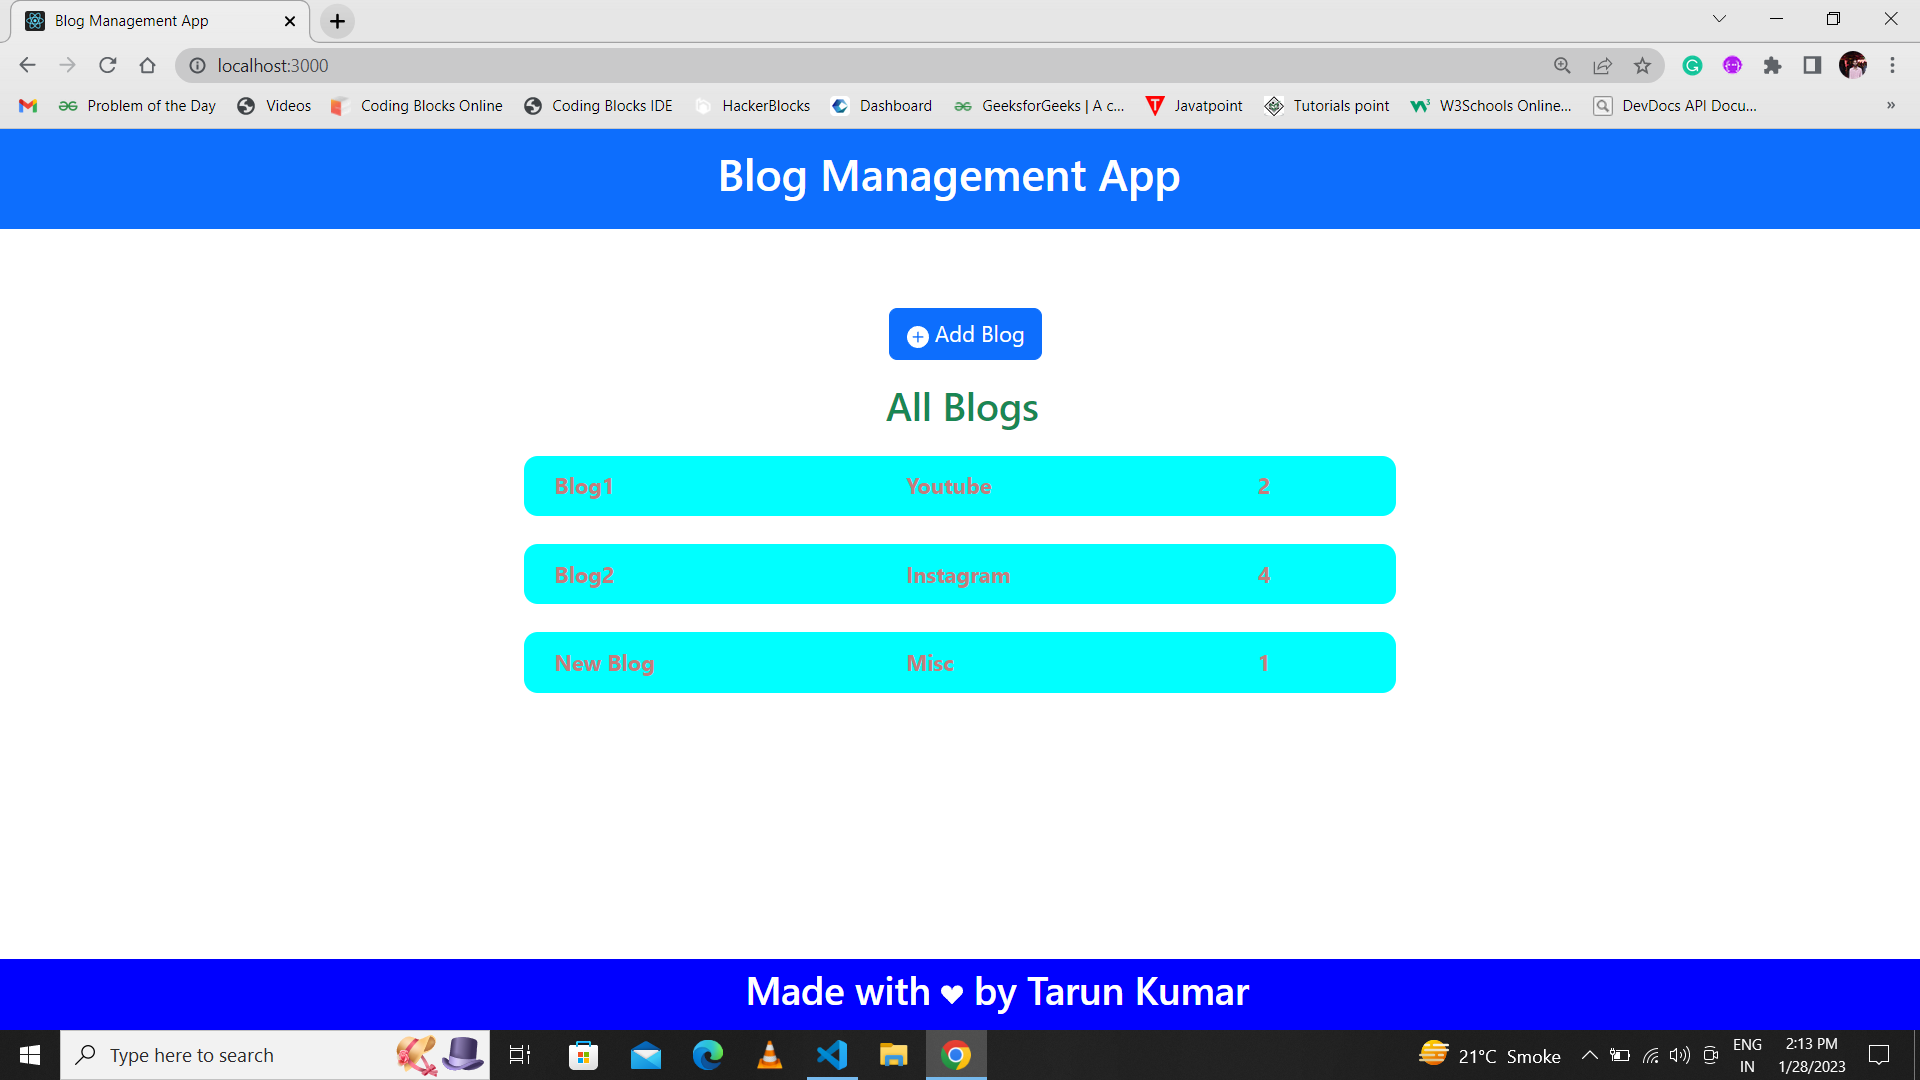 Blog Management App
localhost:3000
Problem of the Day Videos Coding Blocks Online Coding Blocks IDE HackerBlocks Dashboard GeeksforGeeks | A c... Javatpoint Tutorials point W3Schools Online... DevDocs API Docu... »
Blog Management App
Add Blog
All Blogs
Blog1 Youtube 2
Blog2 Instagram 4
New Blog Misc 1
Made with ❤ by Tarun Kumar
Type here to search
21°C Smoke
ENG
IN
2:13 PM
1/28/2023